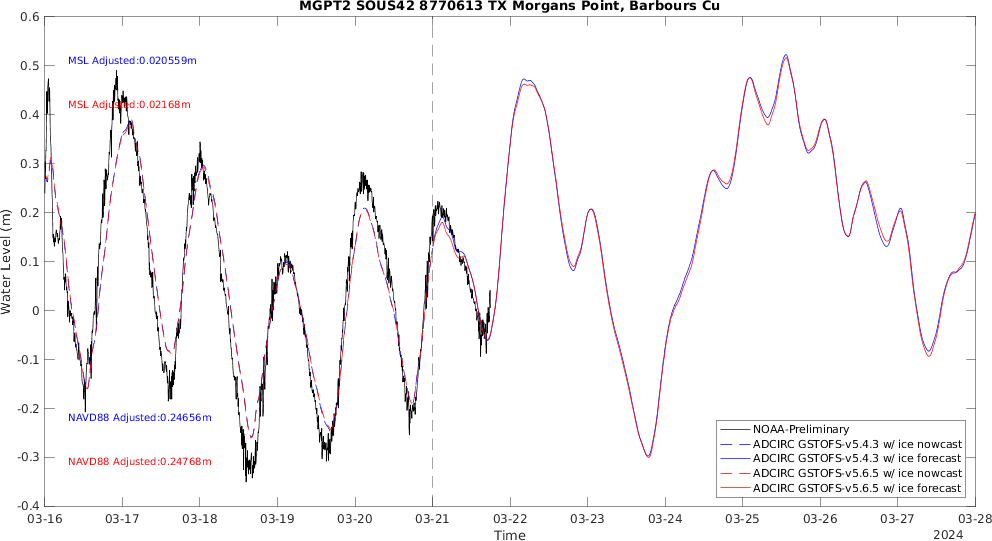 MGPT2 SOUS42 8770613 TX Morgans Point, Barbours Cu
0.6
0.5
0.4
0.3
0.2
0.1
0
-0.1
-0.2
-0.3
-0.4
Water Level (m)
MSL Adjusted:0.020559m
MSL Adjusted:0.02168m
NAVD88 Adjusted:0.24656m
NAVD88 Adjusted:0.24768m
NOAA-Preliminary
ADCIRC GSTOFS-v5.4.3 w/ ice nowcast
ADCIRC GSTOFS-v5.4.3 w/ ice forecast
ADCIRC GSTOFS-v5.6.5 w/ ice nowcast
ADCIRC GSTOFS-v5.6.5 w/ ice forecast
03-16 03-17 03-18 03-19 03-20 03-21 03-22 03-23 03-24 03-25 03-26 03-27 03-28
Time
2024